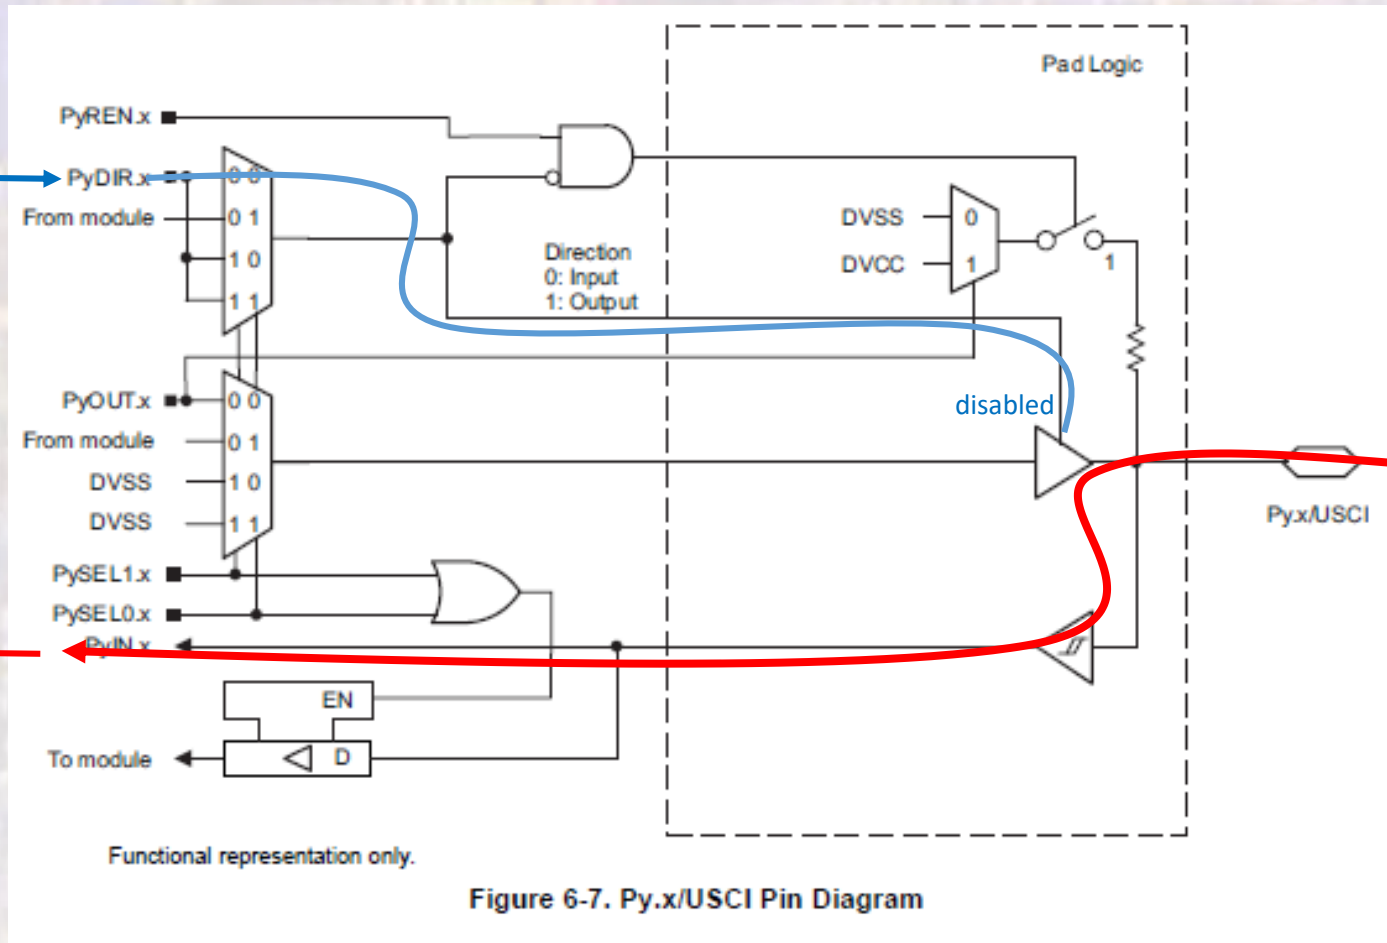 Pad Logic
PyREN.x
PyDIR.x
0 0
From module
0 1
1 0
1 1
Direction
0: Input
1: Output
DVSS
0
DVCC
1
1
PyOUT.x
0 0
disabled
From module
0 1
DVSS
1 0
DVSS
1 1
Py.x/USCI
PySEL1.x
PySEL0.x
PyIN.x
EN
To module
D
Functional representation only.
Figure 6-7. Py.x/USCI Pin Diagram